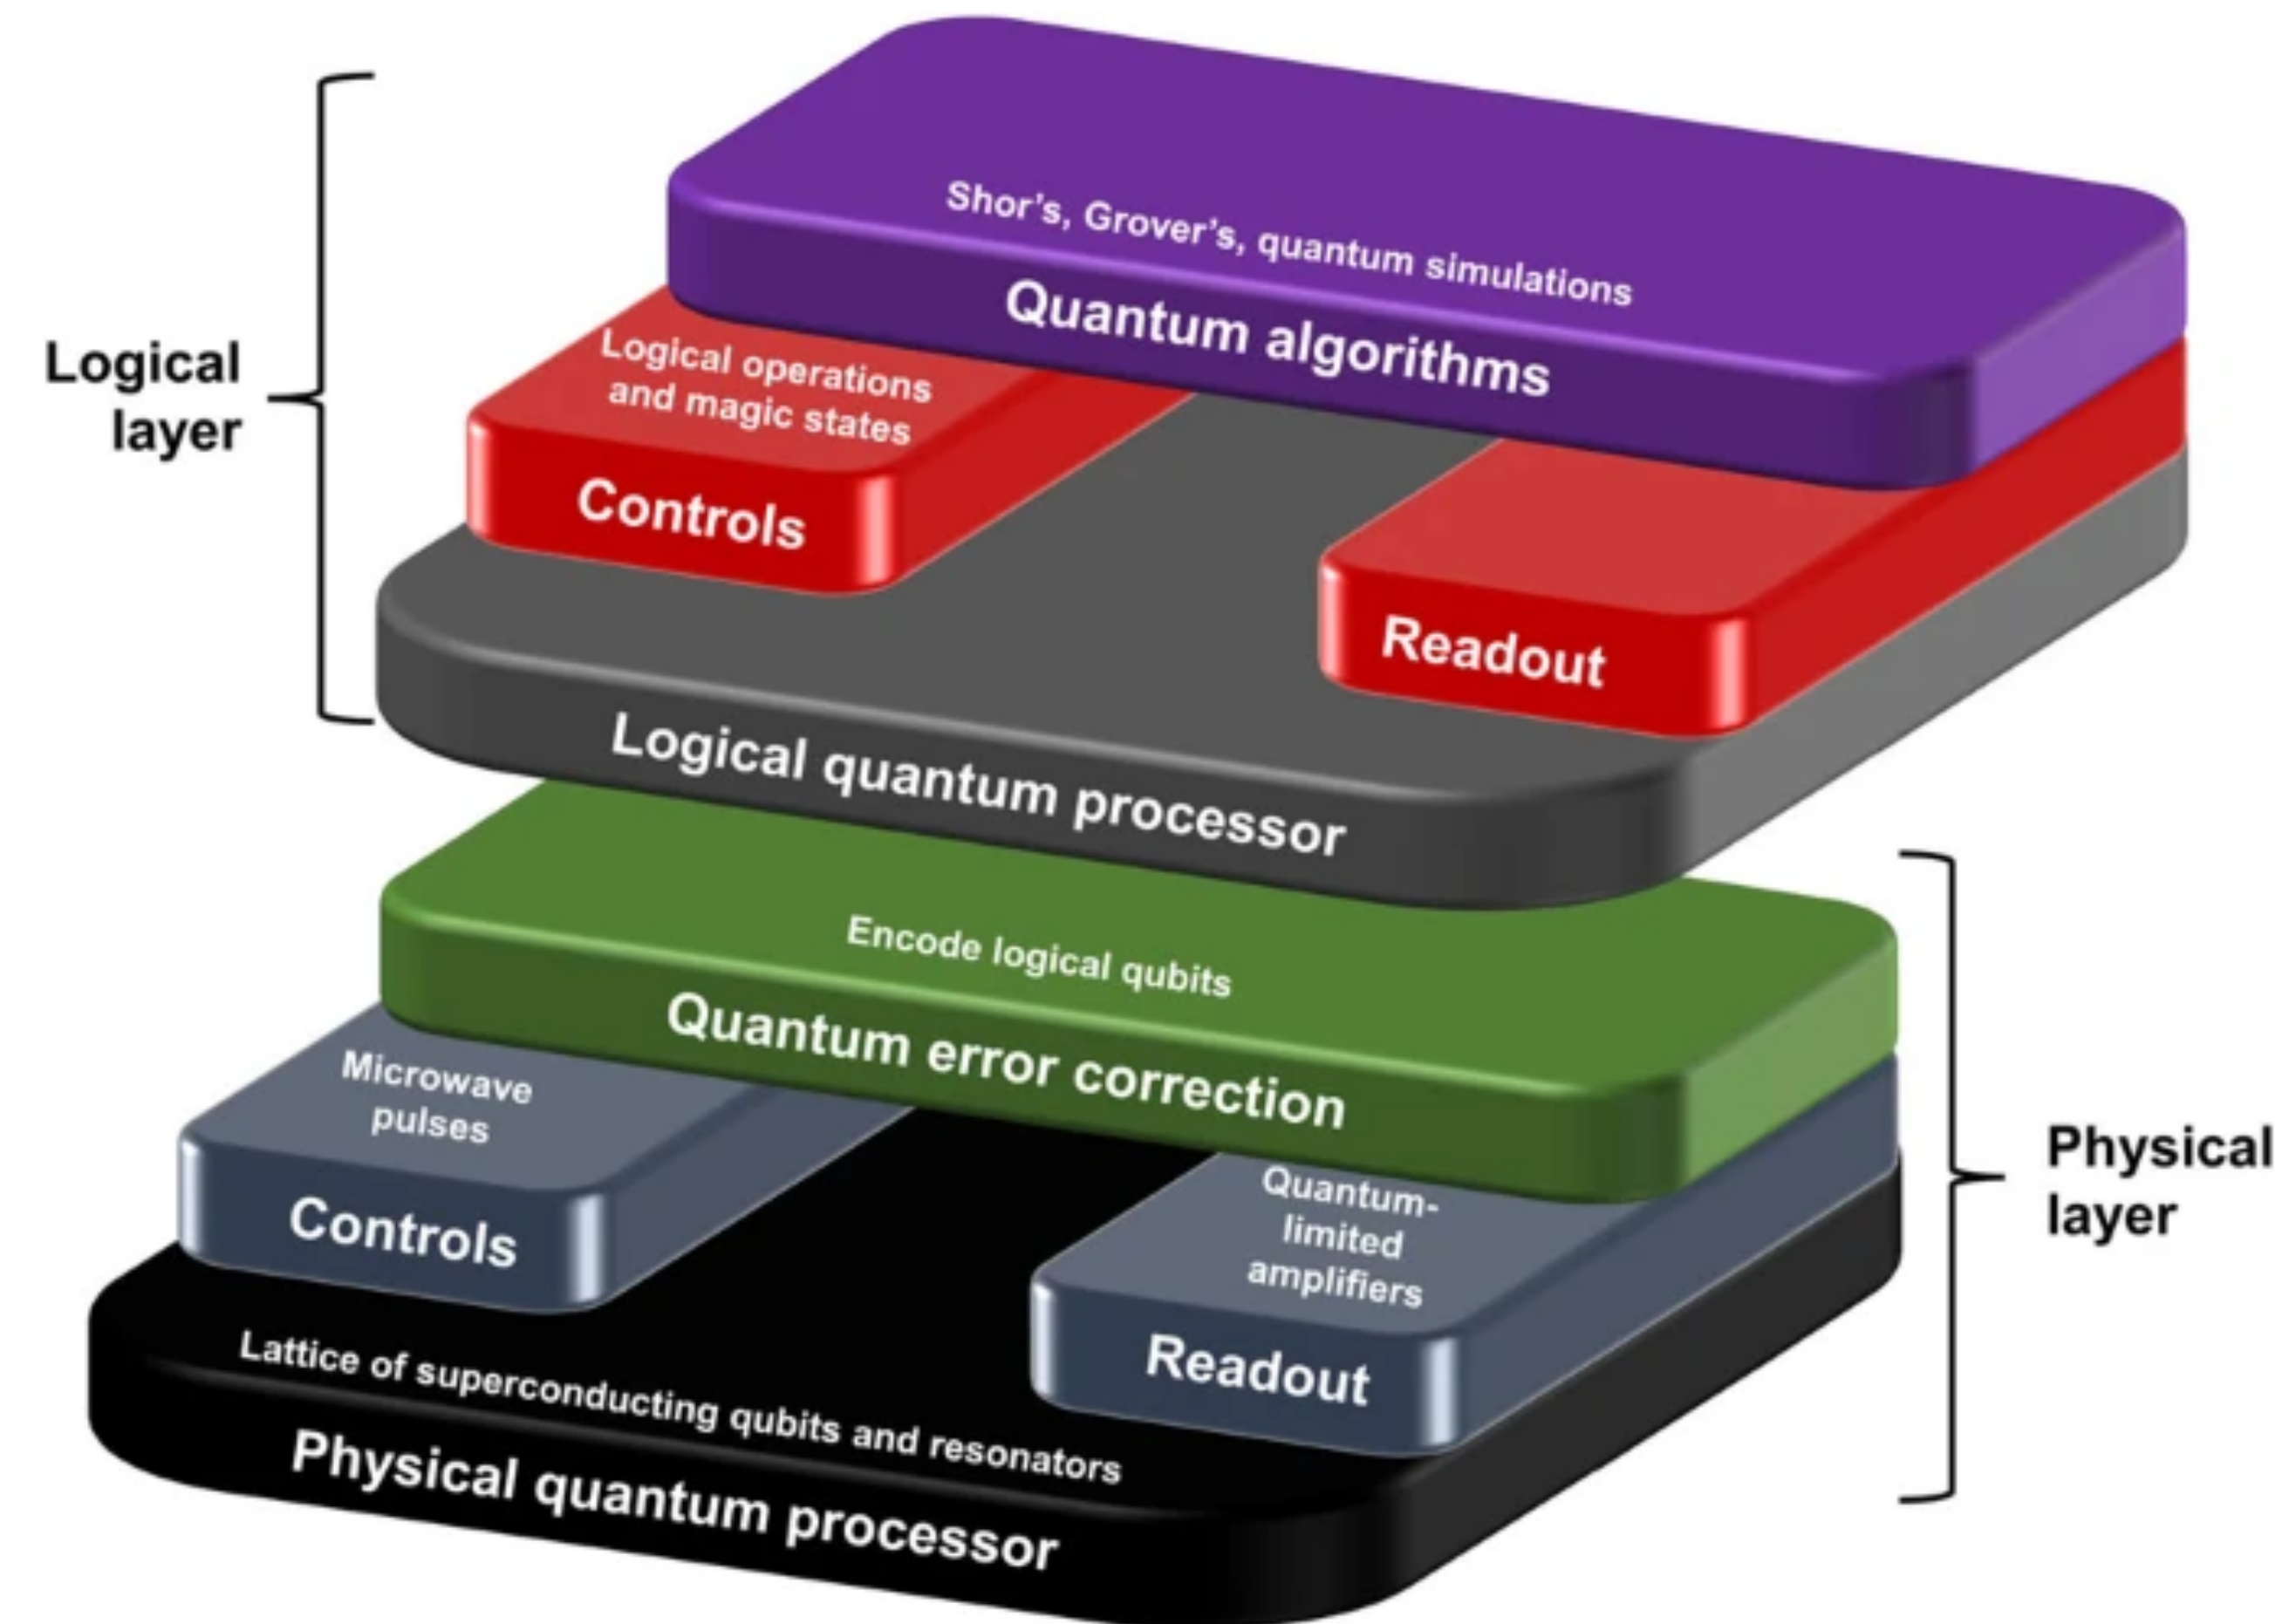 Shor’s, Grover’s, quantum simulations
Quantum algorithms
Logical operations
and magic states
Controls
Readout
Logical quantum processor
Logical
layer
Encode logical qubits
Quantum error correction
Microwave
pulses
Controls
Quantum-
limited
amplifiers
Readout
Lattice of superconducting qubits and resonators
Physical quantum processor
Physical
layer